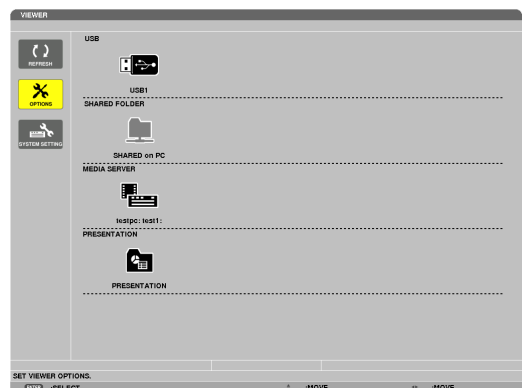 VIEWER
REFRESH
OPTIONS
SYSTEM SETTING
USB
USB1
SHARED FOLDER
SHARED on PC
MEDIA SERVER
testpc: test1:
PRESENTATION
PRESENTATION
SET VIEWER OPTIONS.
ENTER :SELECT :MOVE :MOVE